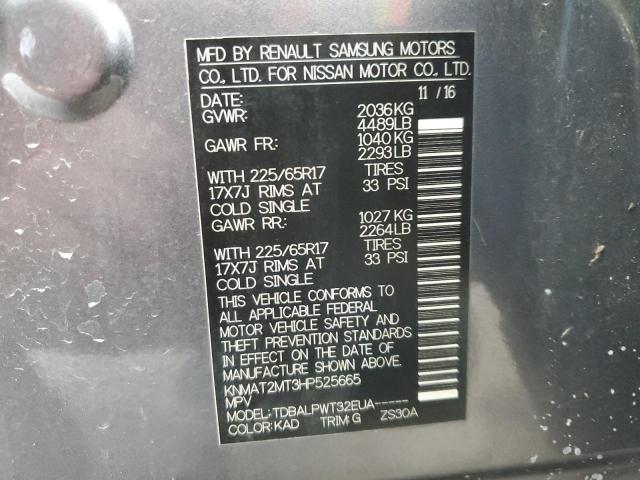 MFD BY RENAULT SAMSUNG MOTORS
CO., LTD. FOR NISSAN MOTOR CO., LTD.
DATE: 11 / 16
GVWR: 2036KG
4489LB
GAWR FR: 1040 KG
2293LB
WITH 225/65R17 TIRES
17X7J RIMS AT 33 PSI
COLD SINGLE
GAWR RR: 1027 KG
2264LB
WITH 225/65R17 TIRES
17X7J RIMS AT 33 PSI
COLD SINGLE
THIS VEHICLE CONFORMS TO
ALL APPLICABLE FEDERAL
MOTOR VEHICLE SAFETY AND
THEFT PREVENTION STANDARDS
IN EFFECT ON THE DATE OF
MANUFACTURE SHOWN ABOVE.
KNMAT2MT3HP525665
MPV
MODEL: TDBALPWT32EUA-----
COLOR: KAD TRIM: G ZS30A